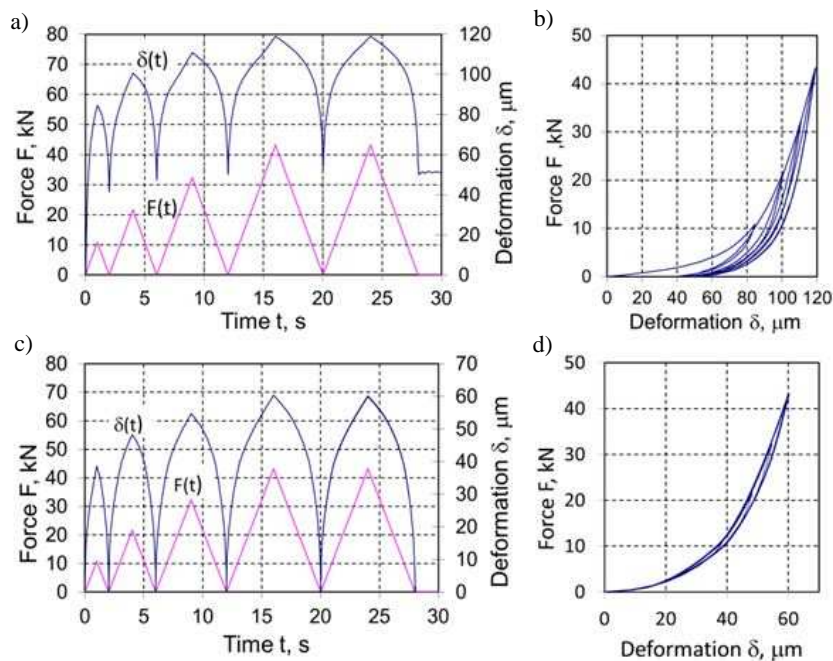 a)
80
70
60
50
40
30
20
10
0
Force F, kN
δ(t)
F(t)
120
100
80
60
40
20
0
Deformation δ, μm
0 5 10 15 20 25 30
Time t, s
b)
50
40
30
20
10
0
Force F ,kN
0 20 40 60 80 100 120
Deformation δ, μm
c)
80
70
60
50
40
30
20
10
0
Force F, kN
δ(t)
F(t)
70
60
50
40
30
20
10
0
Deformation δ, μm
0 5 10 15 20 25 30
Time t, s
d)
50
40
30
20
10
0
Force F, kN
0 20 40 60
Deformation δ, μm